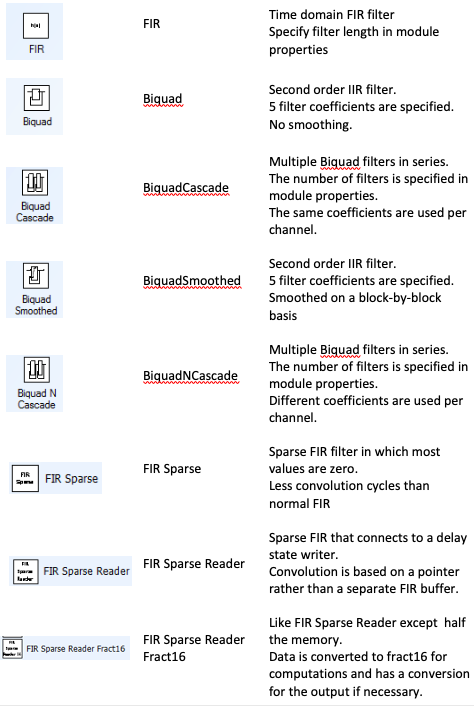 h[n]
FIR
FIR
Time domain FIR filter
Specify filter length in module
properties
Biquad
Biquad
Second order IIR filter.
5 filter coefficients are specified.
No smoothing.
Biquad
Cascade
BiquadCascade
Multiple Biquad filters in series.
The number of filters is specified in
module properties.
The same coefficients are used per
channel.
Biquad
Smoothed
BiquadSmoothed
Second order IIR filter.
5 filter coefficients are specified.
Smoothed on a block-by-block
basis
Biquad N
Cascade
BiquadNCascade
Multiple Biquad filters in series.
The number of filters is specified in
module properties.
Different coefficients are used per
channel.
FIR
Sparse
FIR Sparse
FIR Sparse
Sparse FIR filter in which most
values are zero.
Less convolution cycles than
normal FIR
FIR
Sparse
Reader
FIR Sparse Reader
FIR Sparse Reader
Sparse FIR that connects to a delay
state writer.
Convolution is based on a pointer
rather than a separate FIR buffer.
FIR Sparse Reader Fract16
FIR Sparse Reader
Fract16
Like FIR Sparse Reader except half
the memory.
Data is converted to fract16 for
computations and has a conversion
for the output if necessary.